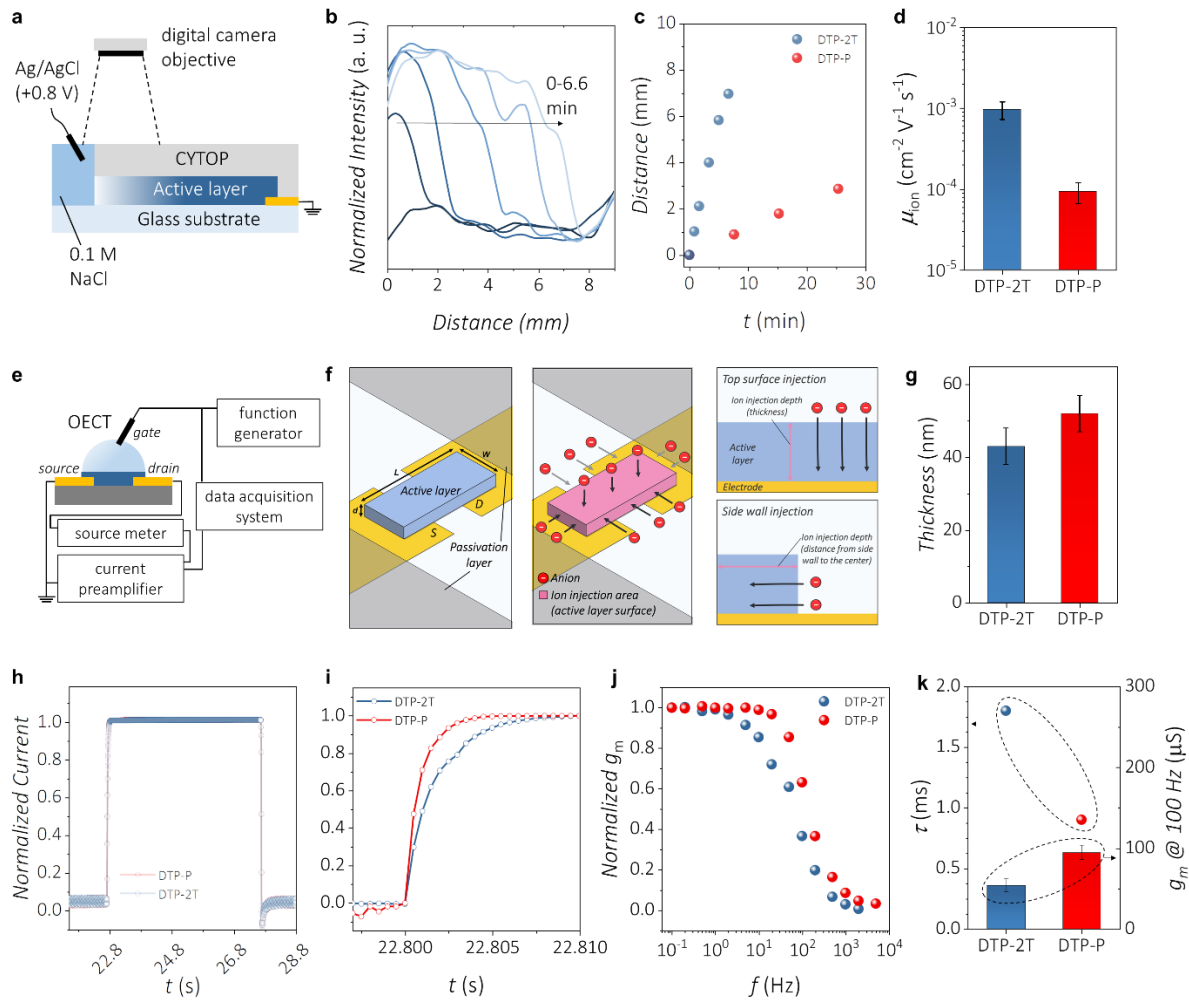 a
digital camera
objective
Ag/AgCl
(+0.8 V)
CYTOP
Active layer
Glass substrate
0.1 M
NaCl
b
Normalized Intensity (a. u.)
0-6.6
min
0 2 4 6 8
Distance (mm)
c
Distance (mm)
10
8
6
4
2
0
DTP-2T
DTP-P
0 10 20 30
t (min)
d
μion (cm-2 V-1 s-1)
10-2
10-3
10-4
10-5
DTP-2T DTP-P
e
OECT
gate
source
drain
function
generator
data acquisition
system
source meter
current
preamplifier
f
L
W
Active layer
d
D
S
Passivation
layer
Anion
Ion injection area
(active layer surface)
Top surface injection
Ion injection depth
(thickness)
Active
layer
Electrode
Side wall injection
Ion injection depth
(distance from side
wall to the center)
g
Thickness (nm)
60
40
20
0
DTP-2T DTP-P
h
Normalized Current
1.0
0.8
0.6
0.4
0.2
0.0
DTP-P
DTP-2T
22.8 24.8 26.8 28.8
t (s)
i
DTP-2T
DTP-P
1.0
0.8
0.6
0.4
0.2
0.0
22.800 22.805 22.810
t (s)
j
Normalized gm
1.0
0.8
0.6
0.4
0.2
0.0
DTP-2T
DTP-P
10-1 100 101 102 103 104
f (Hz)
k
τ (ms)
2.0
1.5
1.0
0.5
0.0
300
200
100
0
gm @ 100 Hz (μS)
DTP-2T DTP-P